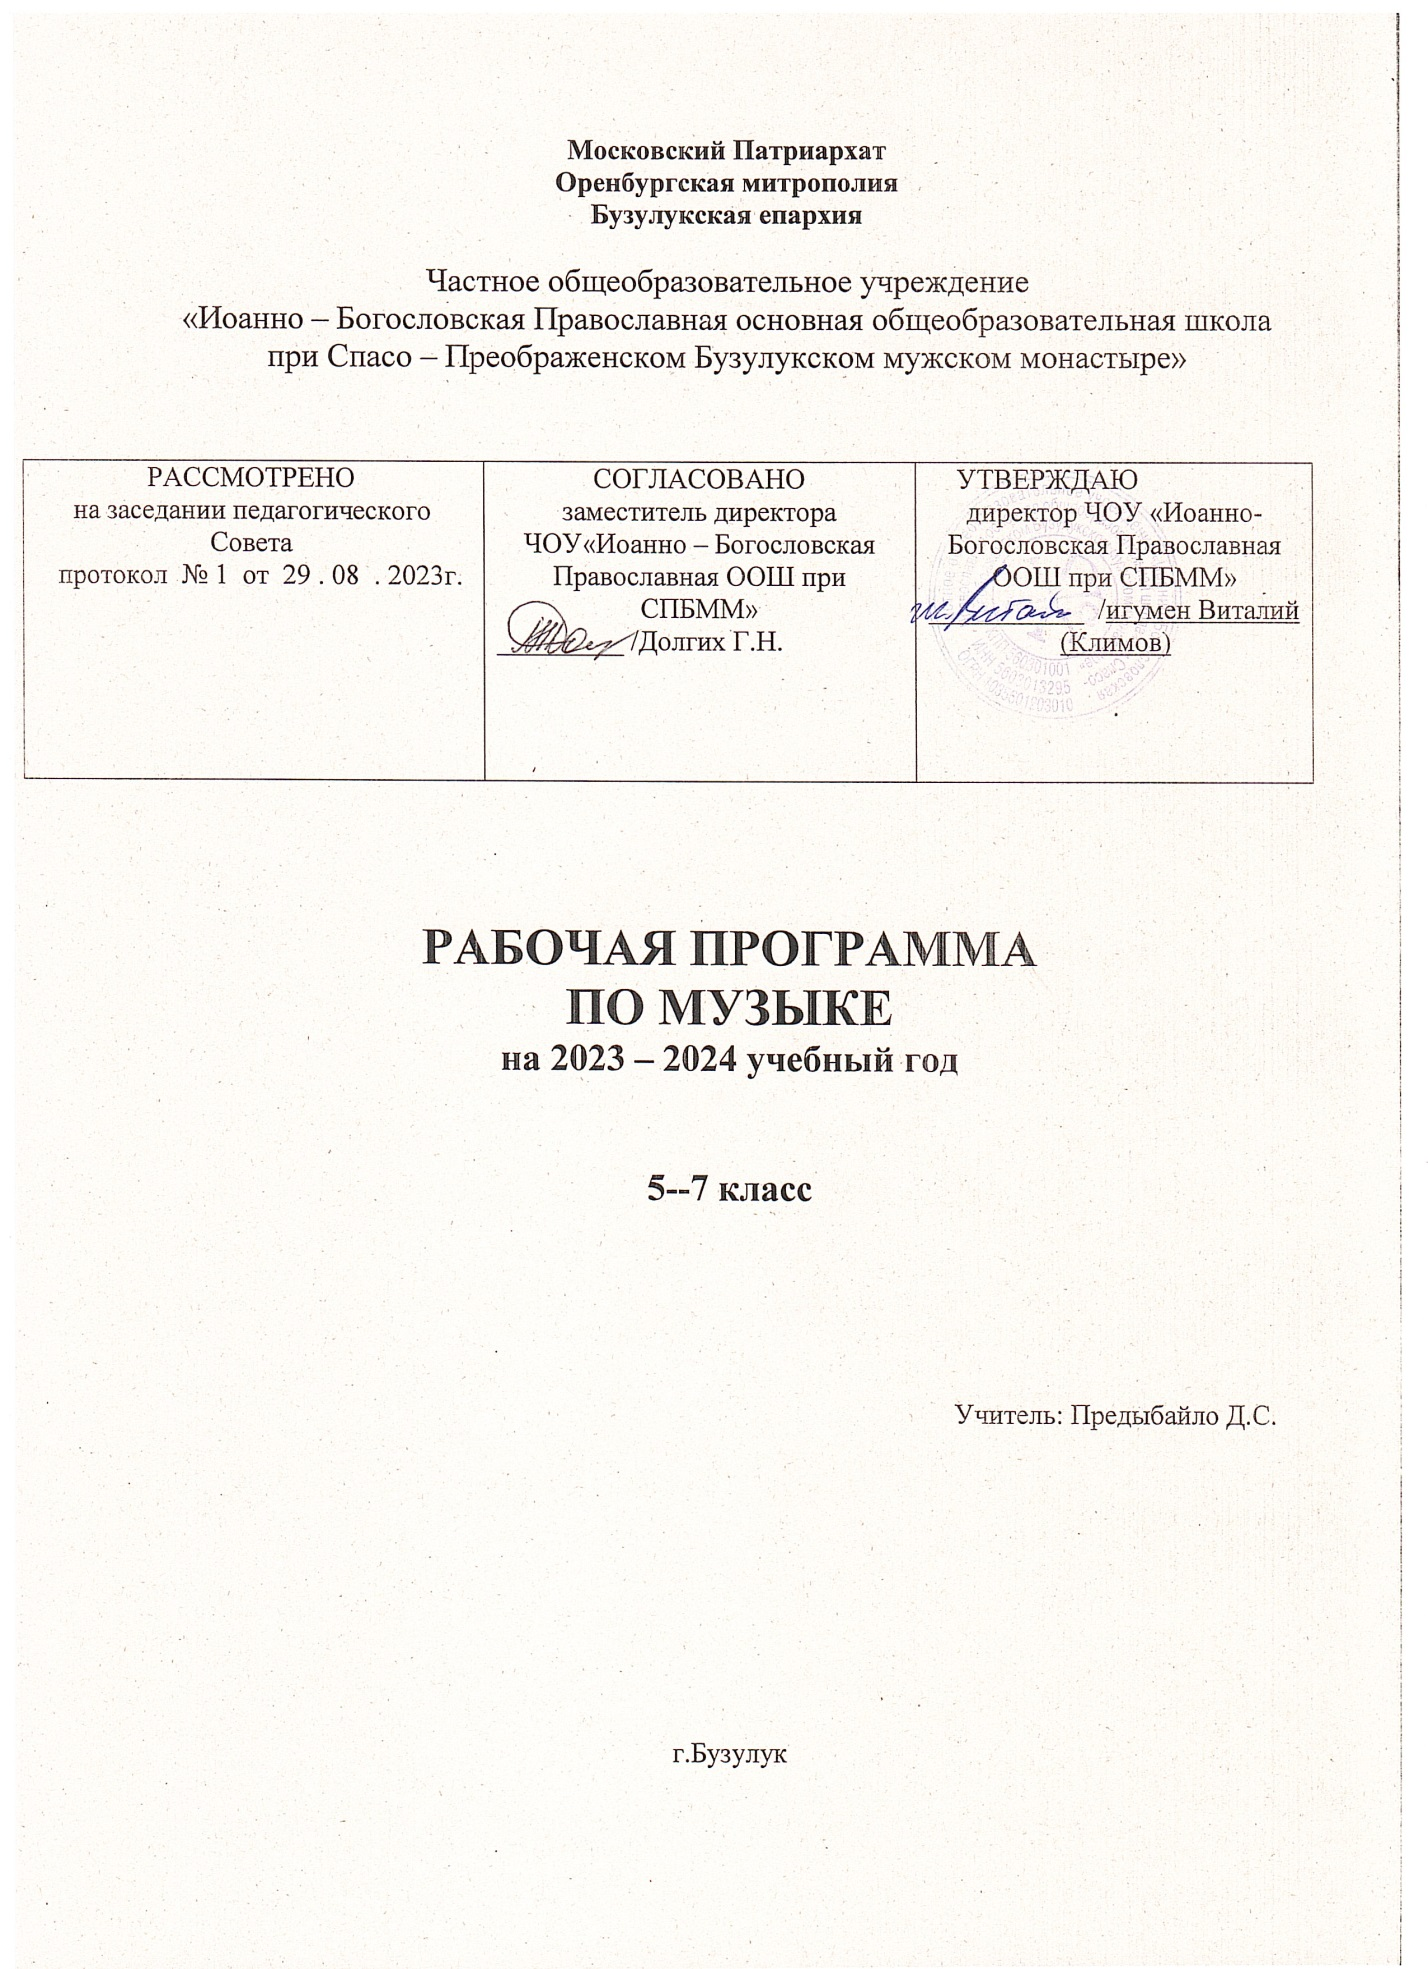 Московский Патриархат
Оренбургская митрополия
Бузулукская епархия
Частное общеобразовательное учреждение
«Иоанно – Богословская Православная основная общеобразовательная школа
при Спасо – Преображенском Бузулукском мужском монастыре»
РАССМОТРЕНО
на заседании педагогического
Совета
протокол № 1 от 29 . 08 . 2023г.
СОГЛАСОВАНО
заместитель директора
ЧОУ«Иоанно – Богословская
Православная ООШ при
СПБММ»
/Долгих Г.Н.
УТВЕРЖДАЮ
директор ЧОУ «Иоанно-
Богословская Православная
ООШ при СПБММ»
/игумен Виталий
(Климов)
РАБОЧАЯ ПРОГРАММА
ПО МУЗЫКЕ
на 2023 – 2024 учебный год
5--7 класс
Учитель: Предыбайло Д.С.
г.Бузулук